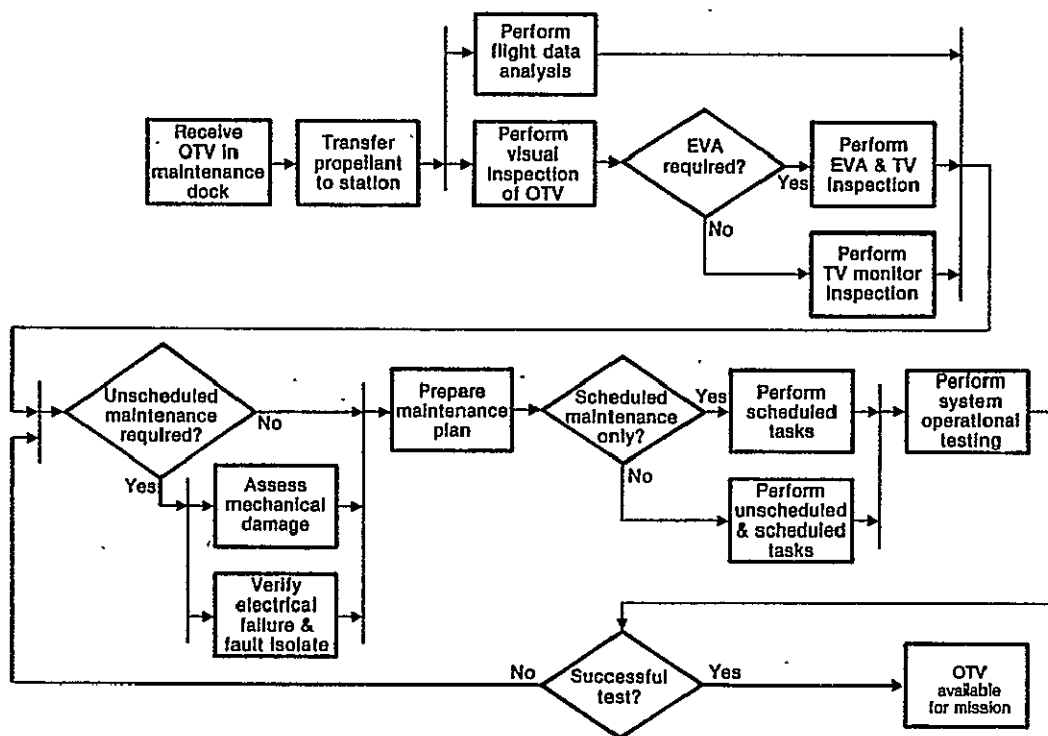 Perform
flight data
analysis
Receive
OTV in
maintenance
dock
Transfer
propellant
to station
Perform
visual
inspection
of OTV
EVA
required?
Yes
Perform
EVA & TV
inspection
No
Perform
TV monitor
inspection
Unscheduled
maintenance
required?
No
Yes
Assess
mechanical
damage
Verify
electrical
failure &
fault isolate
Prepare
maintenance
plan
Scheduled
maintenance
only?
Yes
Perform
scheduled
tasks
No
Perform
unscheduled
& scheduled
tasks
Perform
system
operational
testing
Successful
test?
No
Yes
OTV
available
for mission